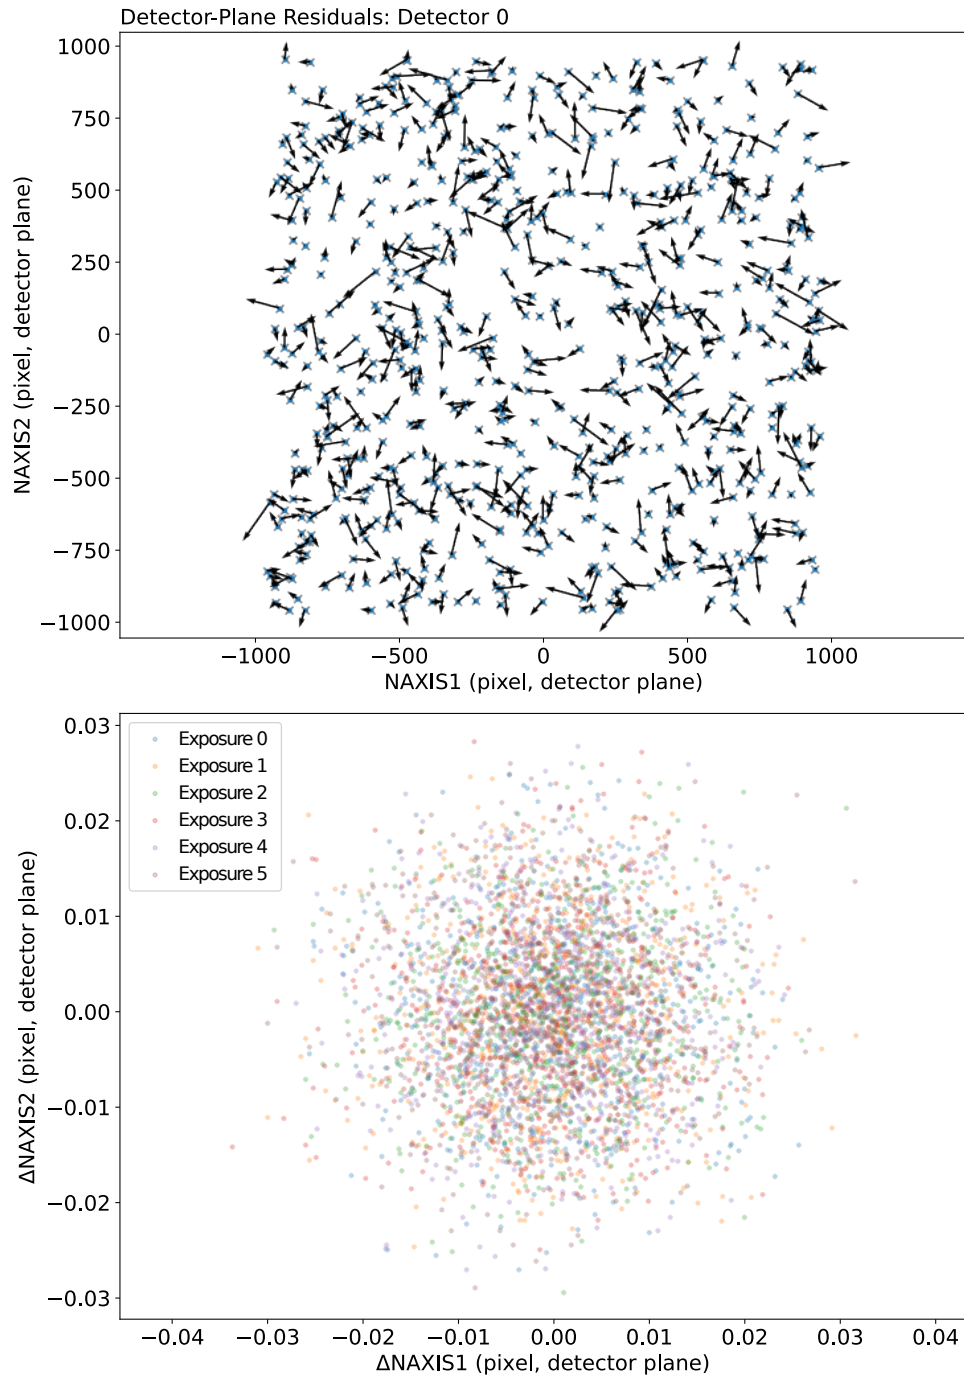 Detector-Plane Residuals: Detector 0
1000
750
500
250
0
−250
−500
−750
−1000
NAXIS2 (pixel, detector plane)
−1000
−500
0
500
1000
NAXIS1 (pixel, detector plane)
0.03
0.02
0.01
0.00
−0.01
−0.02
−0.03
ΔNAXIS2 (pixel, detector plane)
Exposure 0
Exposure 1
Exposure 2
Exposure 3
Exposure 4
Exposure 5
−0.04
−0.03
−0.02
−0.01
0.00
0.01
0.02
0.03
0.04
ΔNAXIS1 (pixel, detector plane)